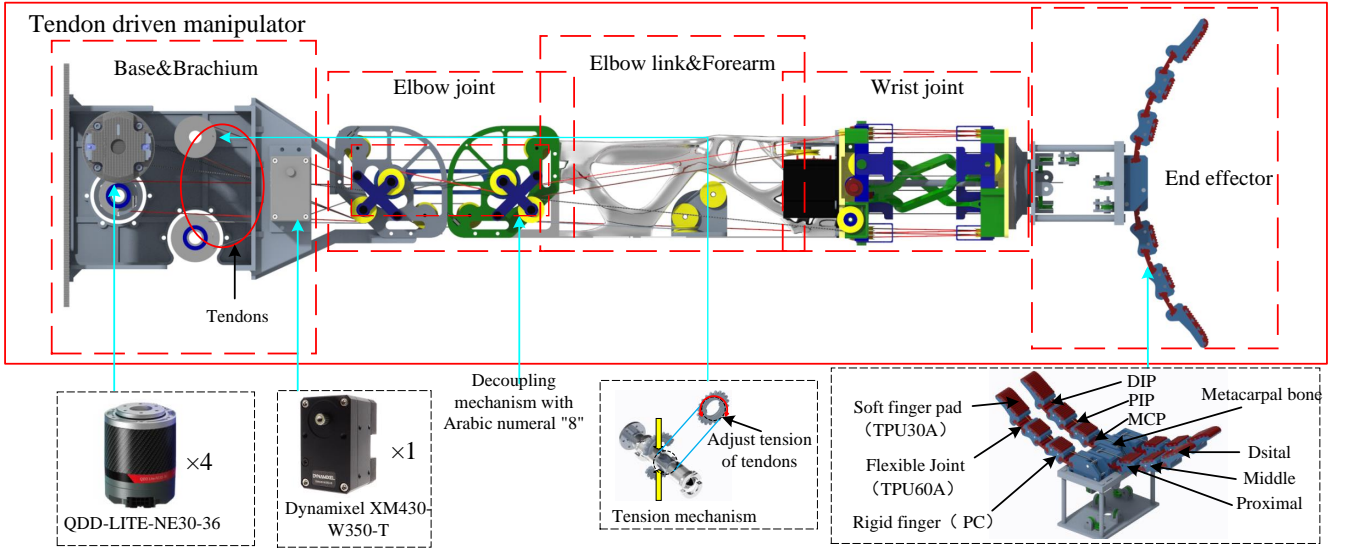 Tendon driven manipulator
Base&Brachium
Elbow joint
Elbow link&Forearm
Wrist joint
End effector
Tendons
×4
QDD-LITE-NE30-36
DYNAMIXEL
×1
Dynamixel XM430-
W350-T
Decoupling
mechanism with
Arabic numeral "8"
Adjust tension
of tendons
Tension mechanism
Soft finger pad
（TPU30A）
Flexible Joint
（TPU60A）
Rigid finger（ PC）
DIP
PIP
MCP
Metacarpal bone
Dsital
Middle
Proximal